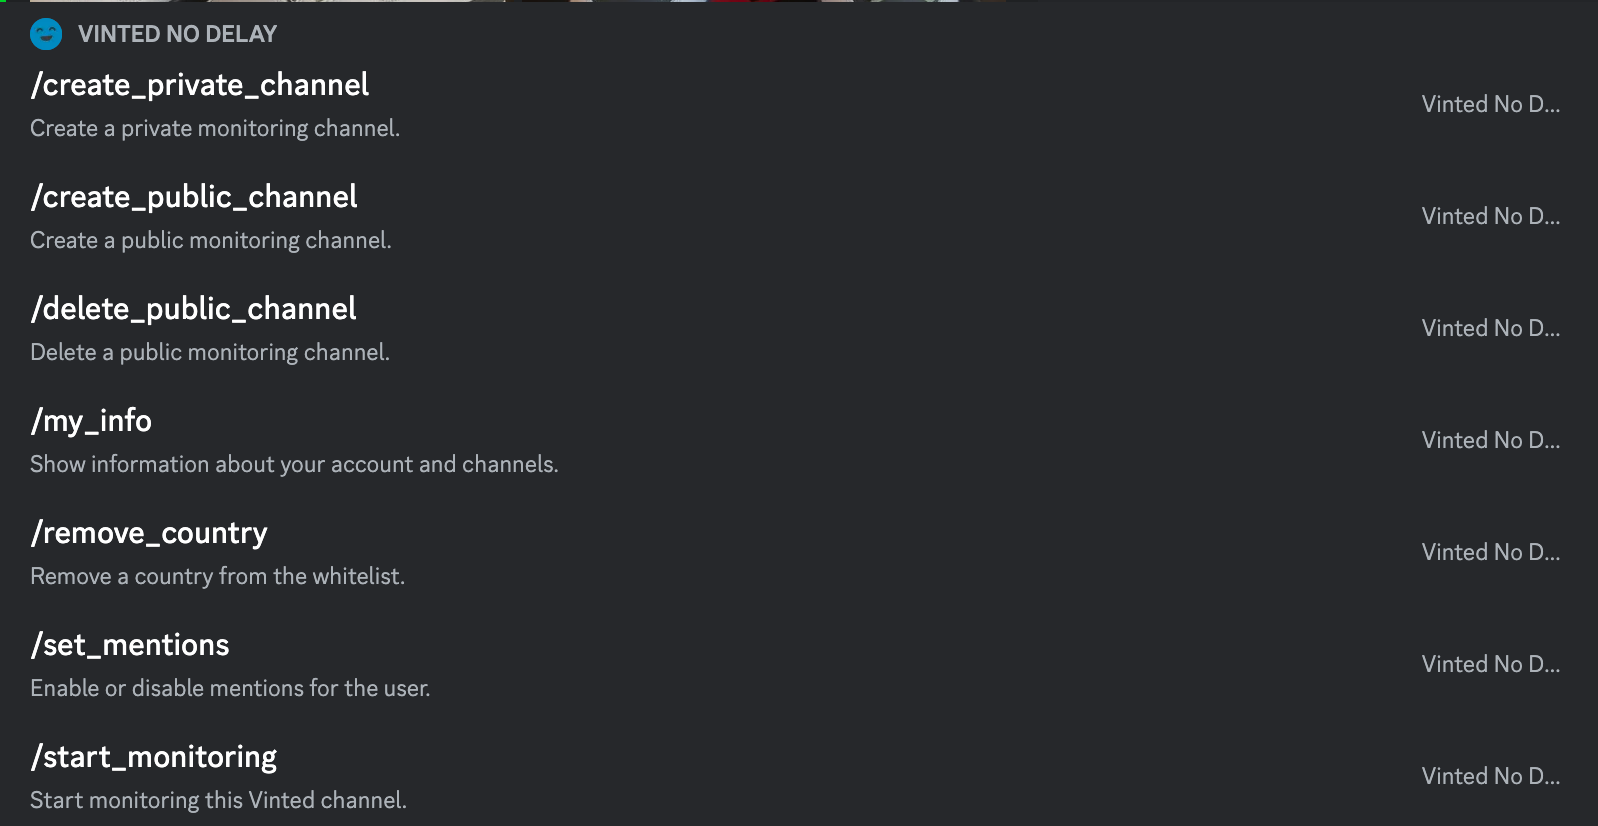 VINTED NO DELAY
/create_private_channel
Create a private monitoring channel.
Vinted No D...
/create_public_channel
Create a public monitoring channel.
Vinted No D...
/delete_public_channel
Delete a public monitoring channel.
Vinted No D...
/my_info
Show information about your account and channels.
Vinted No D...
/remove_country
Remove a country from the whitelist.
Vinted No D...
/set_mentions
Enable or disable mentions for the user.
Vinted No D...
/start_monitoring
Start monitoring this Vinted channel.
Vinted No D...